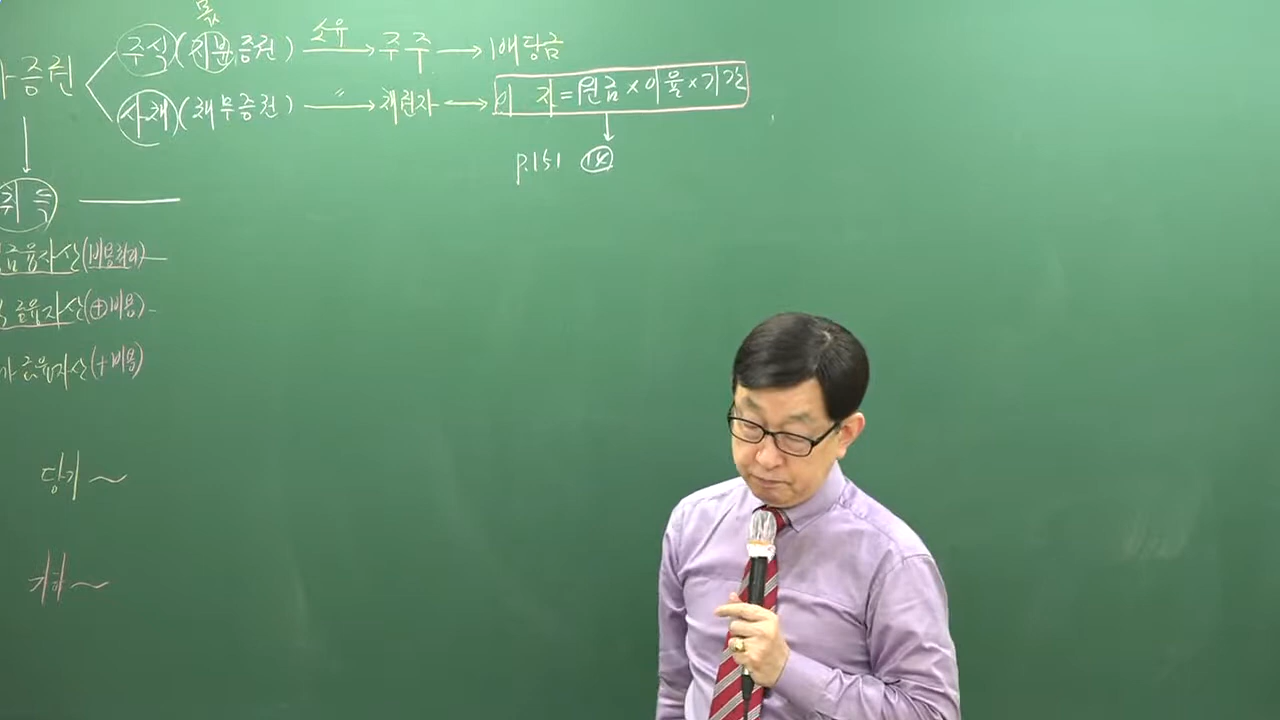 몫
증권 주식(지분증권) 소유 → 주주 → 배당금
사채(채무증권) 〃 → 채권자 → 이 자=원금×이율×기간
p.151 ⑭
취득
금융자산(비용처리)
금융자산(⊕비용)
금융자산(+비용)
당기~
기타~